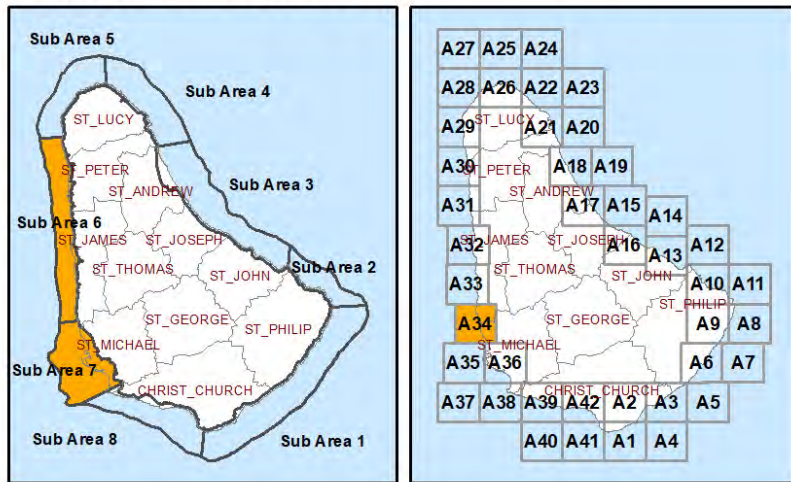 Sub Area 5
Sub Area 4
ST_LUCY
ST_PETER
Sub Area 3
ST_ANDREW
Sub Area 6
ST_JAMES
ST_JOSEPH
Sub Area 2
ST_THOMAS
ST_JOHN
ST_GEORGE
ST_PHILIP
ST_MICHAEL
Sub Area 7
CHRIST_CHURCH
Sub Area 8
Sub Area 1
A27 A25 A24
A28 A26 A22 A23
ST_LUCY
A29 A21 A20
A30 ST_PETER A18 A19
ST_ANDREW
A31 A17 A15
A14
A32 ST_JAMES ST_JOSEPH A16 A13 A12
ST_THOMAS ST_JOHN
A33 A10 A11
ST_PHILIP
A34 ST_GEORGE A9 A8
ST_MICHAEL
A35 A36 A6 A7
CHRIST_CHURCH
A37 A38 A39 A42 A2 A3 A5
A40 A41 A1 A4